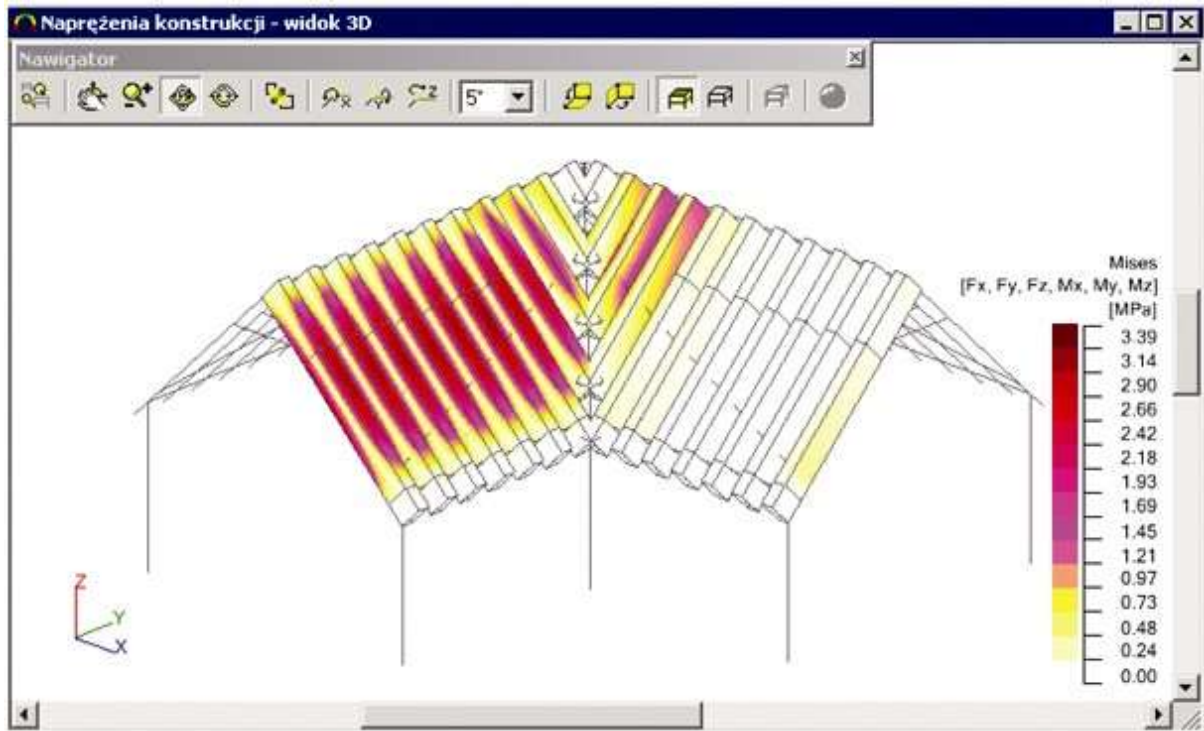 Naprężenia konstrukcji - widok 3D
Nawigator
5°
Mises
[Fx, Fy, Fz, Mx, My, Mz]
[MPa]
3.39
3.14
2.90
2.66
2.42
2.18
1.93
1.69
1.45
1.21
0.97
0.73
0.48
0.24
0.00
Z
Y
X